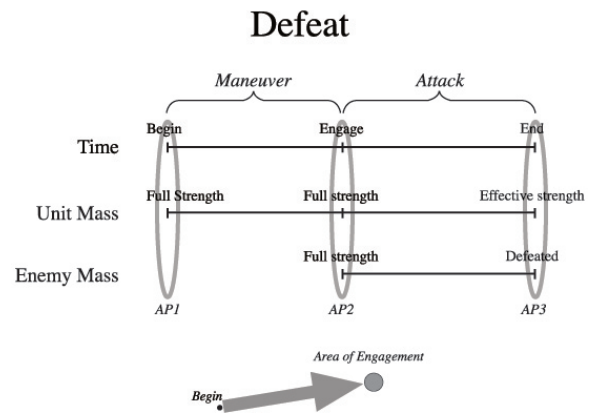 Defeat
Maneuver Attack
Begin Engage End
Time
Full Strength Full strength Effective strength
Unit Mass
Full strength Defeated
Enemy Mass
AP1 AP2 AP3
Area of Engagement
Begin